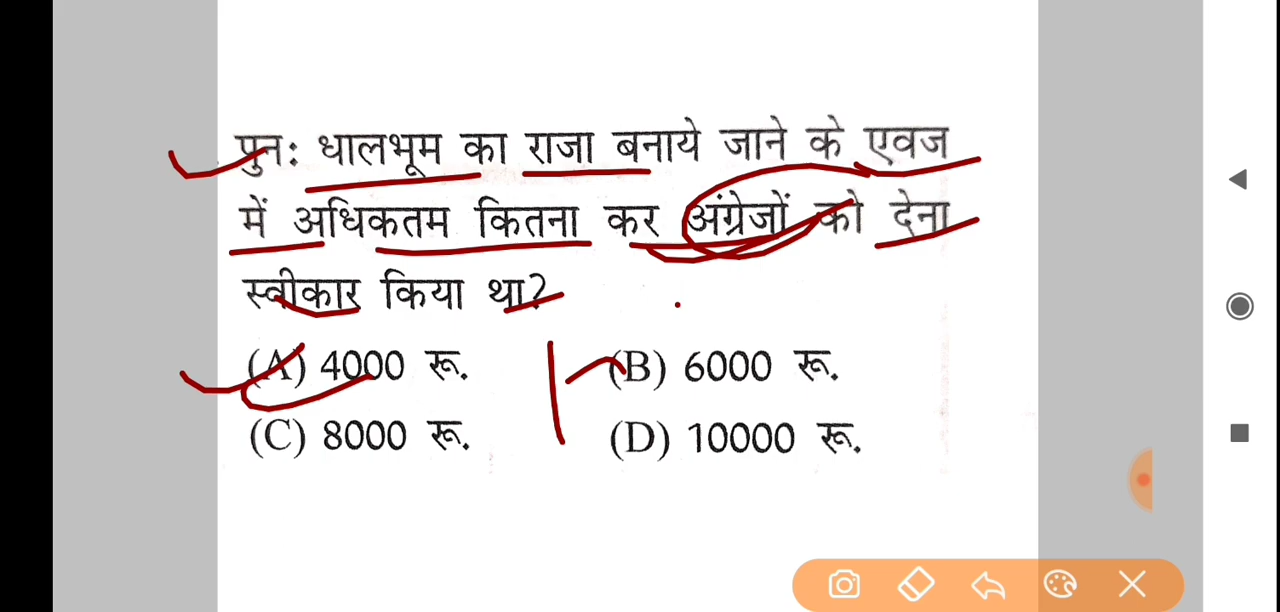 पुनः धालभूम का राजा बनाये जाने के एवज
में अधिकतम कितना कर अंग्रेजों को देना
स्वीकार किया था?
(A) 4000 रू. (B) 6000 रू.
(C) 8000 रू. (D) 10000 रू.